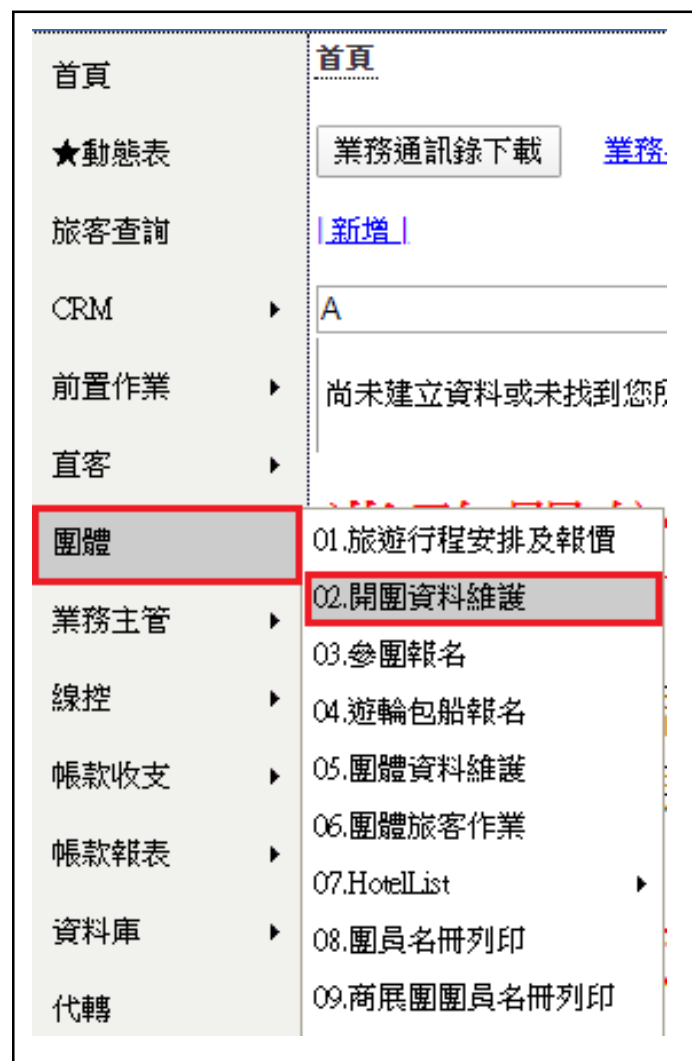 首頁
★動態表
旅客查詢
CRM
前置作業
直客
團體
業務主管
線控
帳款收支
帳款報表
資料庫
代轉
首頁
業務通訊錄下載 業務
|新增|
A
尚未建立資料或未找到您所
01.旅遊行程安排及報價
02.開團資料維護
03.參團報名
04.遊輪包船報名
05.團體資料維護
06.團體旅客作業
07.HotelList
08.團員名冊列印
09.商展團團員名冊列印